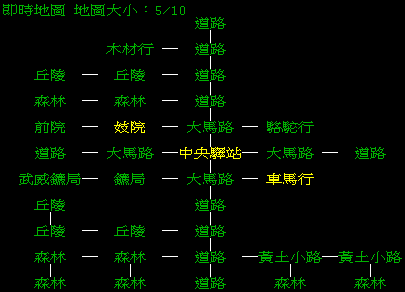 即時地圖 地圖大小：5/10
道路
木材行 道路
丘陵 丘陵 道路
森林 森林 道路
前院 妓院 大馬路 駱駝行
道路 大馬路 中央驛站 大馬路 道路
武威鑣局 鑣局 大馬路 車馬行
丘陵 道路
丘陵 丘陵 道路
森林 森林 道路 黃土小路 黃土小路
森林 森林 道路 森林 森林